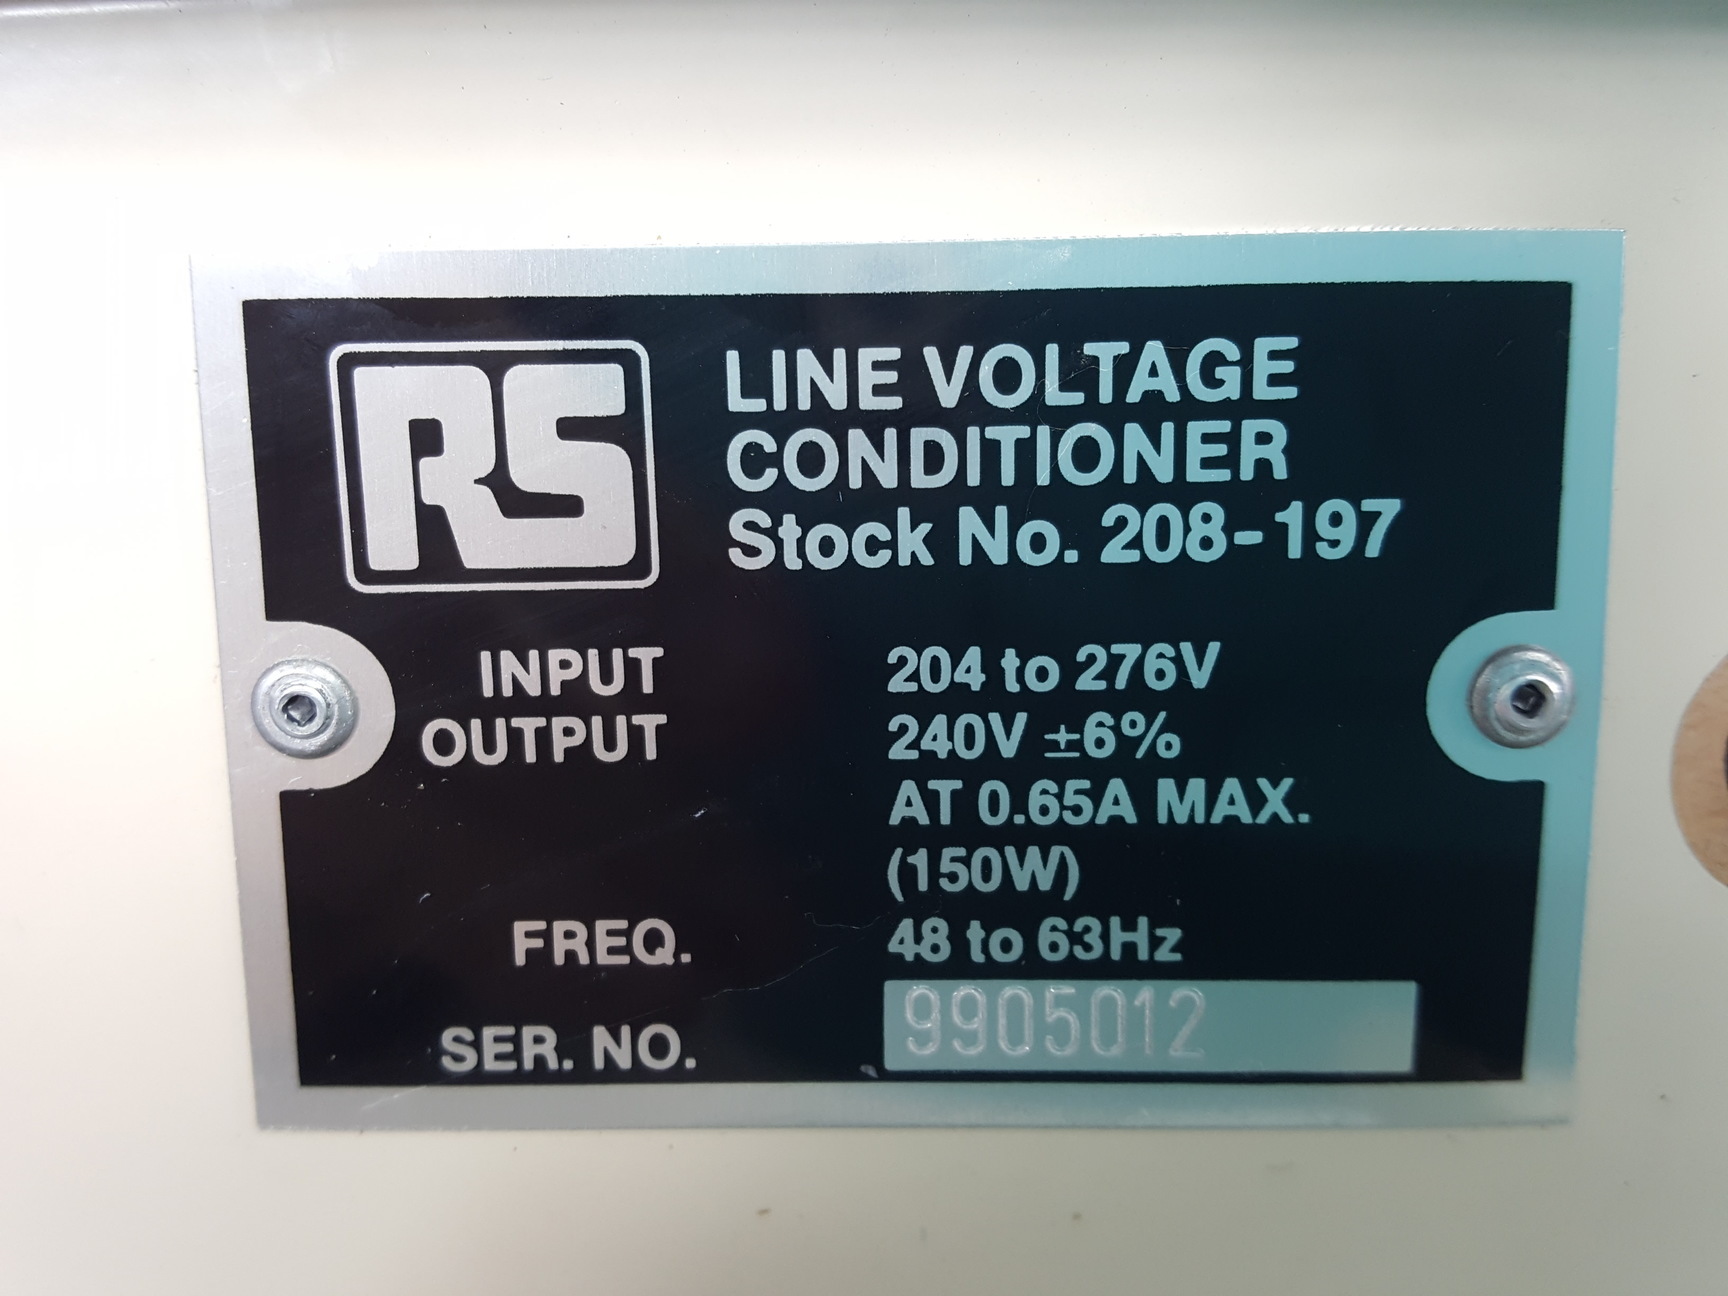 RS
LINE VOLTAGE
CONDITIONER
Stock No. 208-197
INPUT 204 to 276V
OUTPUT 240V ±6%
AT 0.65A MAX.
(150W)
FREQ. 48 to 63Hz
SER. NO. 9905012